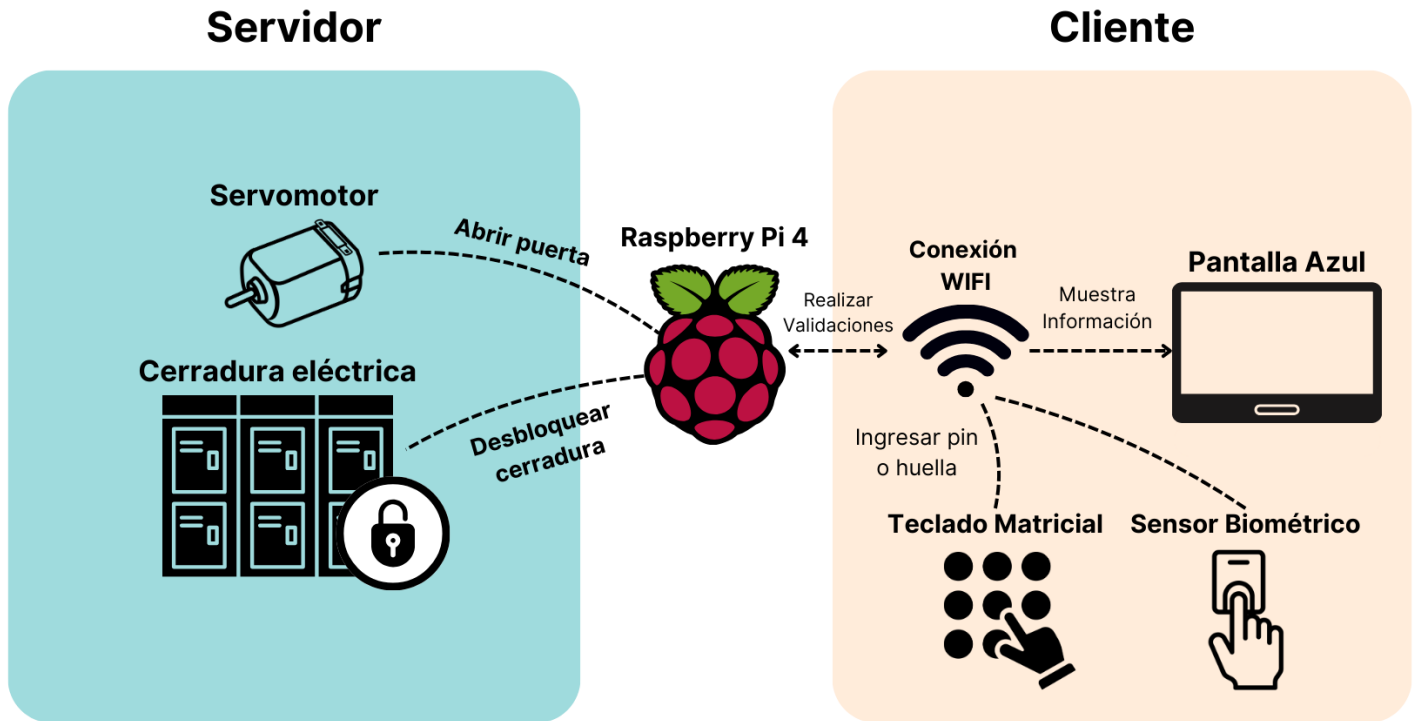 Servidor
Cliente
Servomotor
Abrir puerta
Raspberry Pi 4
Cerradura eléctrica
Desbloquear
cerradura
Realizar
Validaciones
Conexión
WIFI
Muestra
Información
Pantalla Azul
Ingresar pin
o huella
Teclado Matricial
Sensor Biométrico